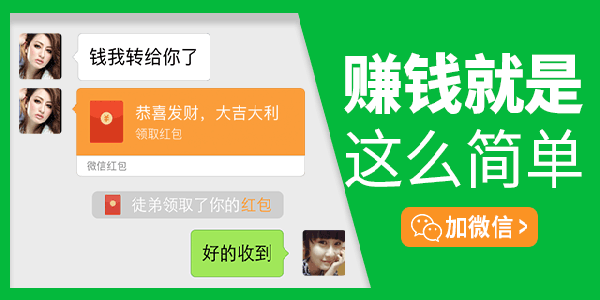 钱我转给你了
恭喜发财，大吉大利
领取红包
微信红包
徒弟领取了你的红包
好的收到
赚钱就是
这么简单
加微信 >